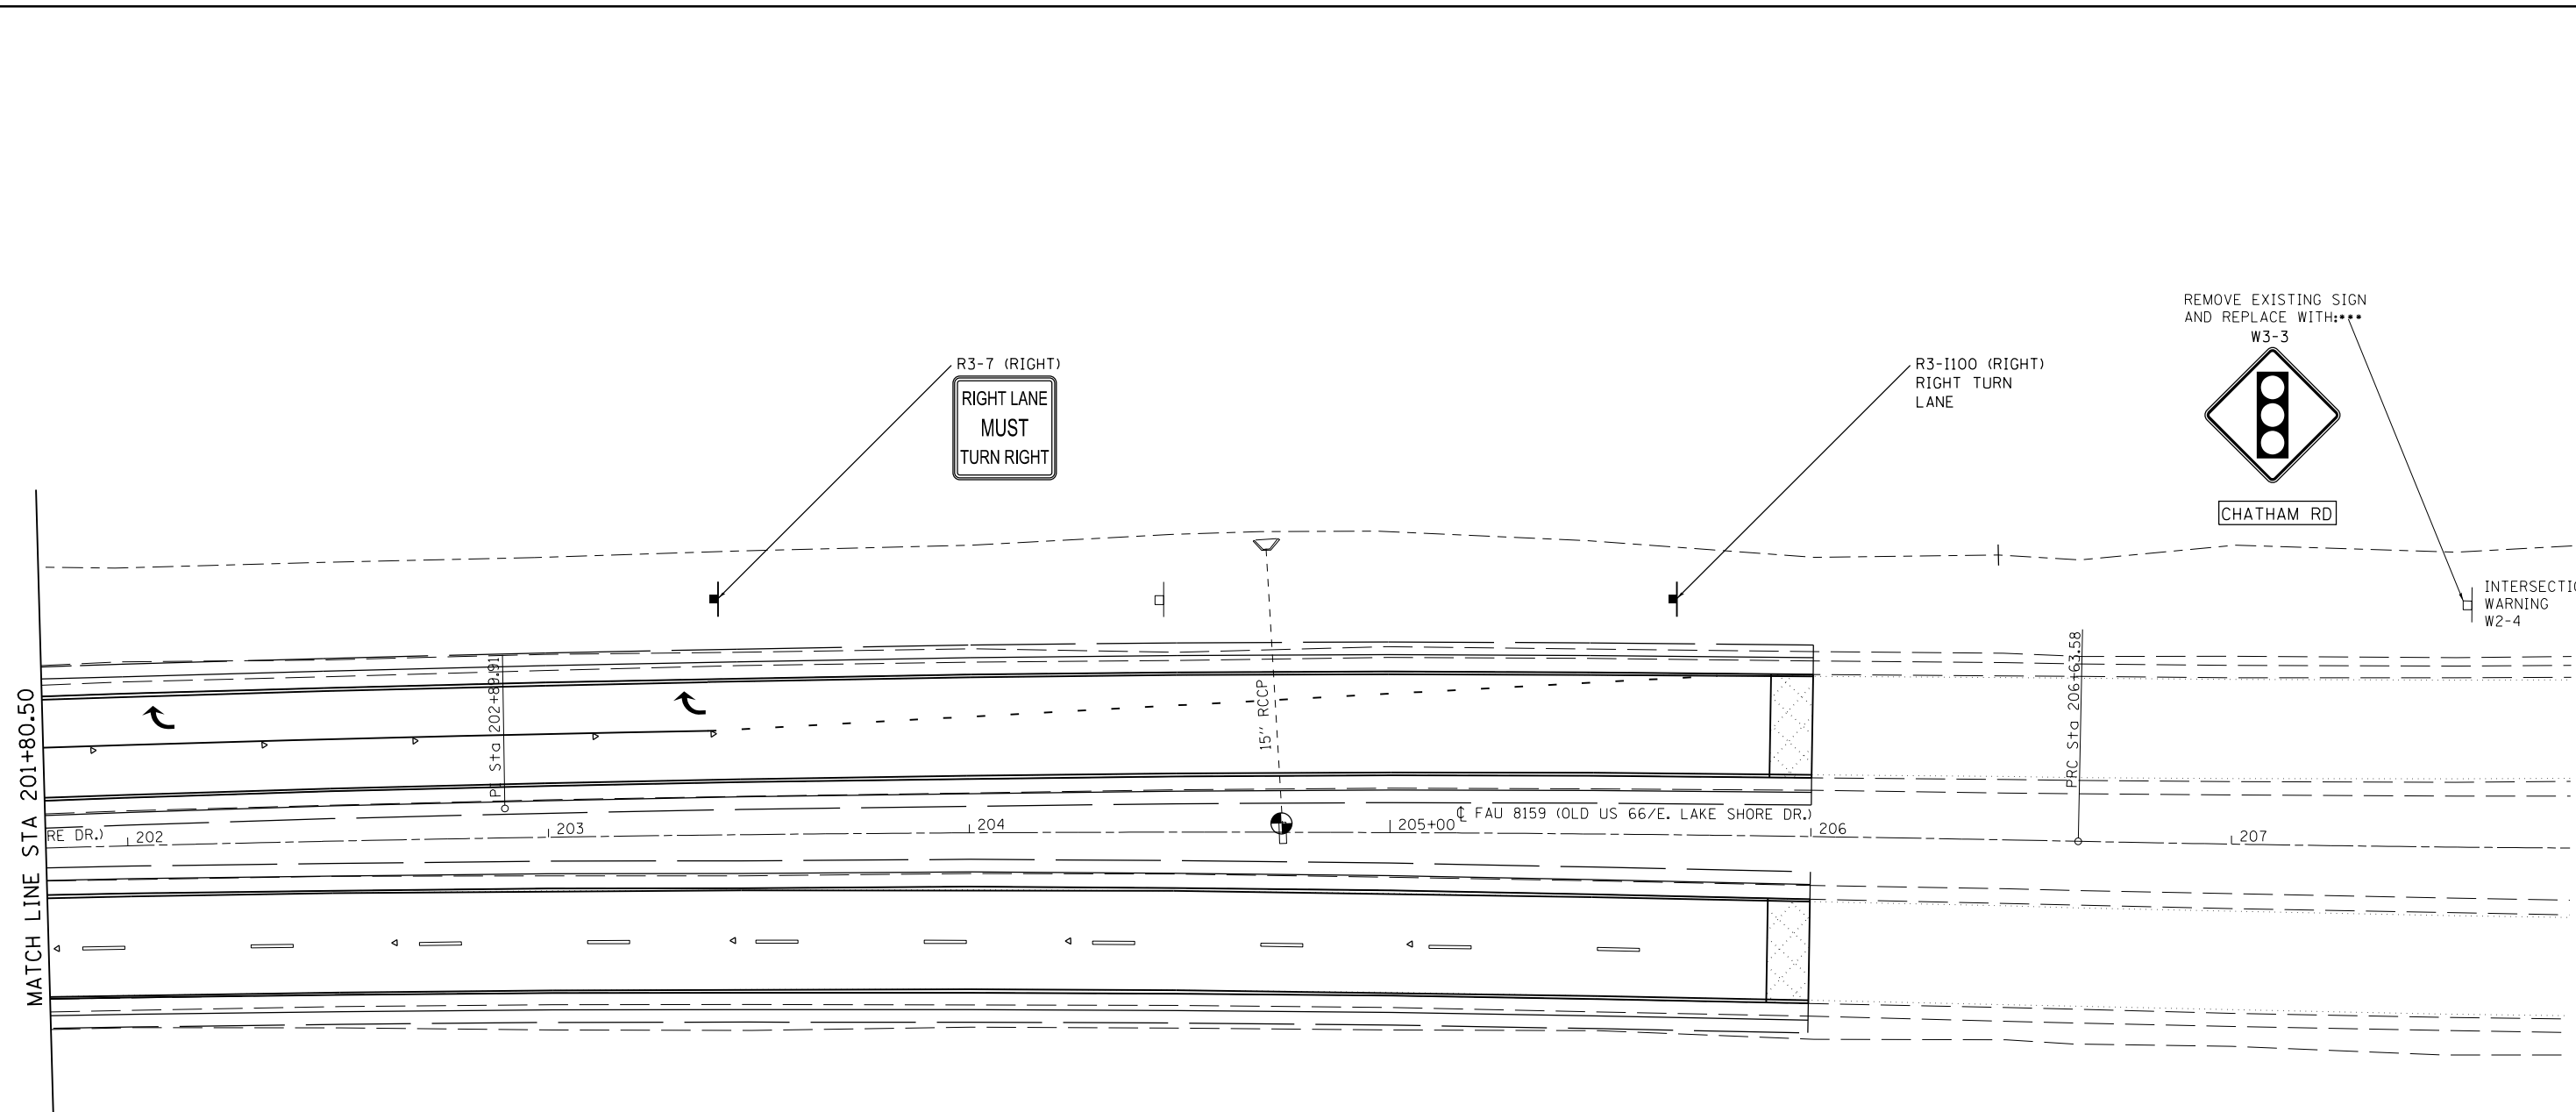 REMOVE EXISTING SIGN
AND REPLACE WITH:***
W3-3
CHATHAM RD
R3-7 (RIGHT)
RIGHT LANE
MUST
TURN RIGHT
R3-I100 (RIGHT)
RIGHT TURN
LANE
WARNING
W2-4
MATCH LINE STA 201+80.50
Sta 202+89.91
15'' RCCP
PRC Sta 206+63.58
℄ FAU 8159 (OLD US 66/E. LAKE SHORE DR.)
RE DR.)
202
203
204
205+00
206
207